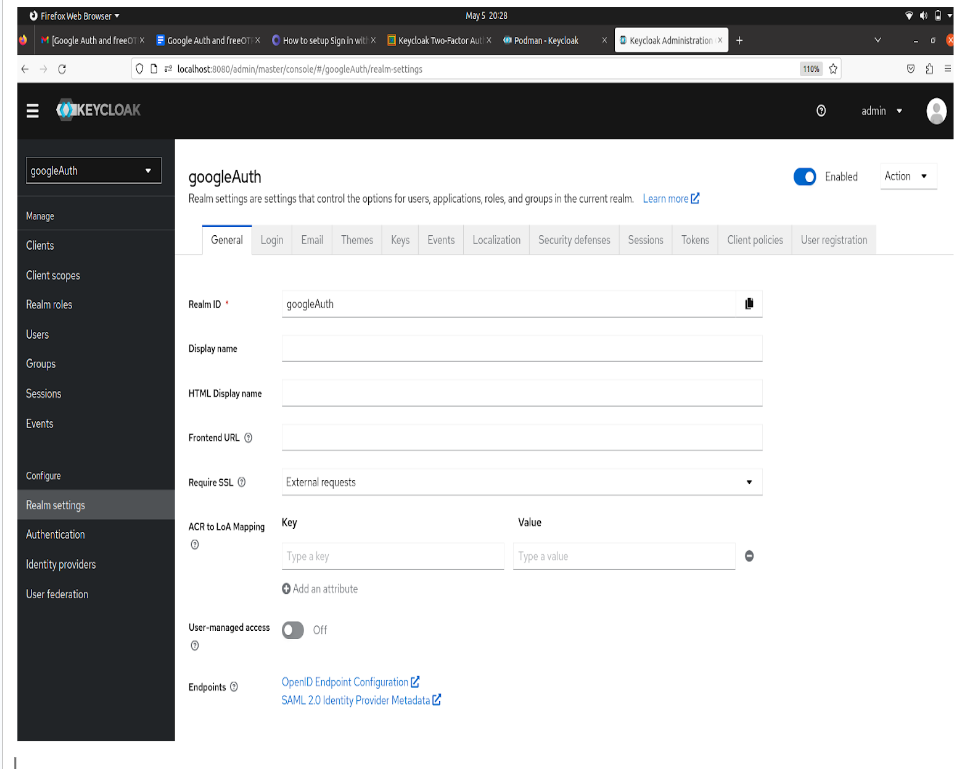 Firefox Web Browser
May 5 20:28
[Google Auth and freeOT
Google Auth and freeOT
How to setup Sign in with
Keycloak Two-Factor Aut
Podman - Keycloak
Keycloak Administration
localhost:8080/admin/master/console/#/googleAuth/realm-settings
110%
KEYCLOAK
admin
googleAuth
Manage
Clients
Client scopes
Realm roles
Users
Groups
Sessions
Events
Configure
Realm settings
Authentication
Identity providers
User federation
googleAuth
Enabled
Action
Realm settings are settings that control the options for users, applications, roles, and groups in the current realm. Learn more
General Login Email Themes Keys Events Localization Security defenses Sessions Tokens Client policies User registration
Realm ID *
googleAuth
Display name
HTML Display name
Frontend URL
Require SSL
External requests
ACR to LoA Mapping
Key Value
Type a key Type a value
Add an attribute
User-managed access
Off
Endpoints
OpenID Endpoint Configuration
SAML 2.0 Identity Provider Metadata